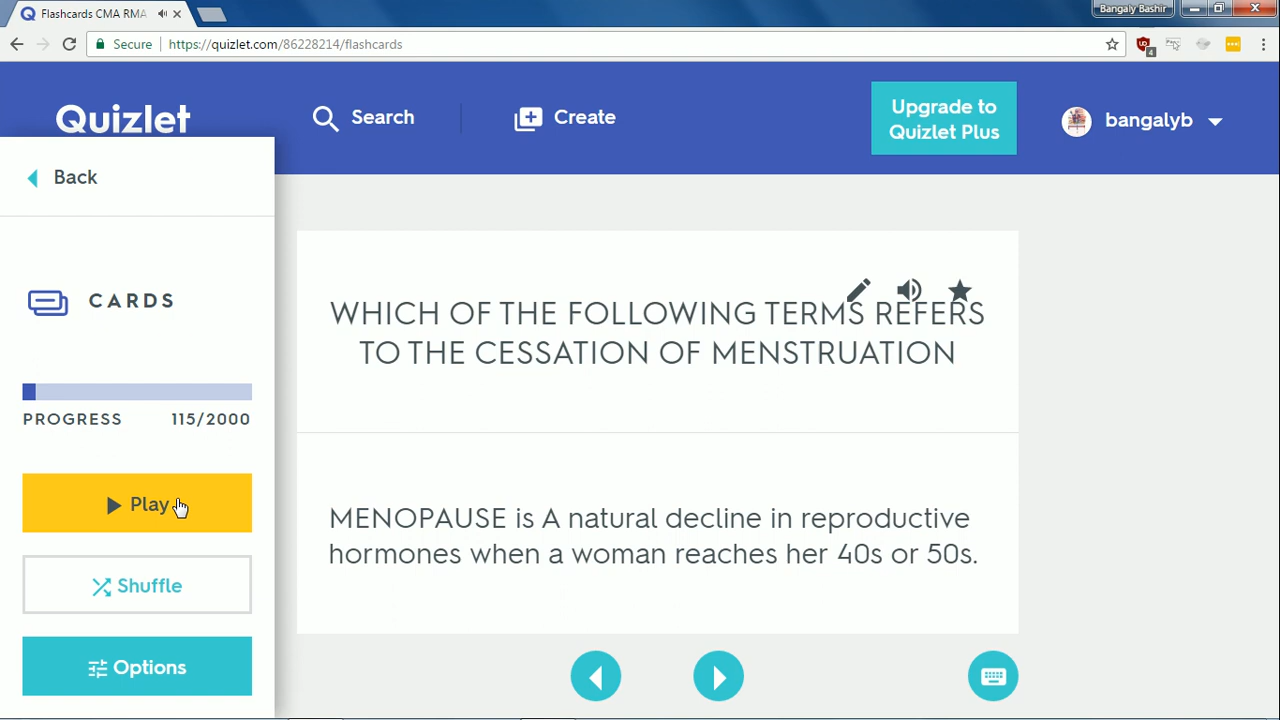 Flashcards CMA RMA
Bangaly Bashir
Secure
https://quizlet.com/86228214/flashcards
4
Quizlet
Search
Create
Upgrade to
Quizlet Plus
bangalyb
Back
CARDS
PROGRESS 115/2000
Play
Shuffle
Options
WHICH OF THE FOLLOWING TERMS REFERS
TO THE CESSATION OF MENSTRUATION
MENOPAUSE is A natural decline in reproductive
hormones when a woman reaches her 40s or 50s.